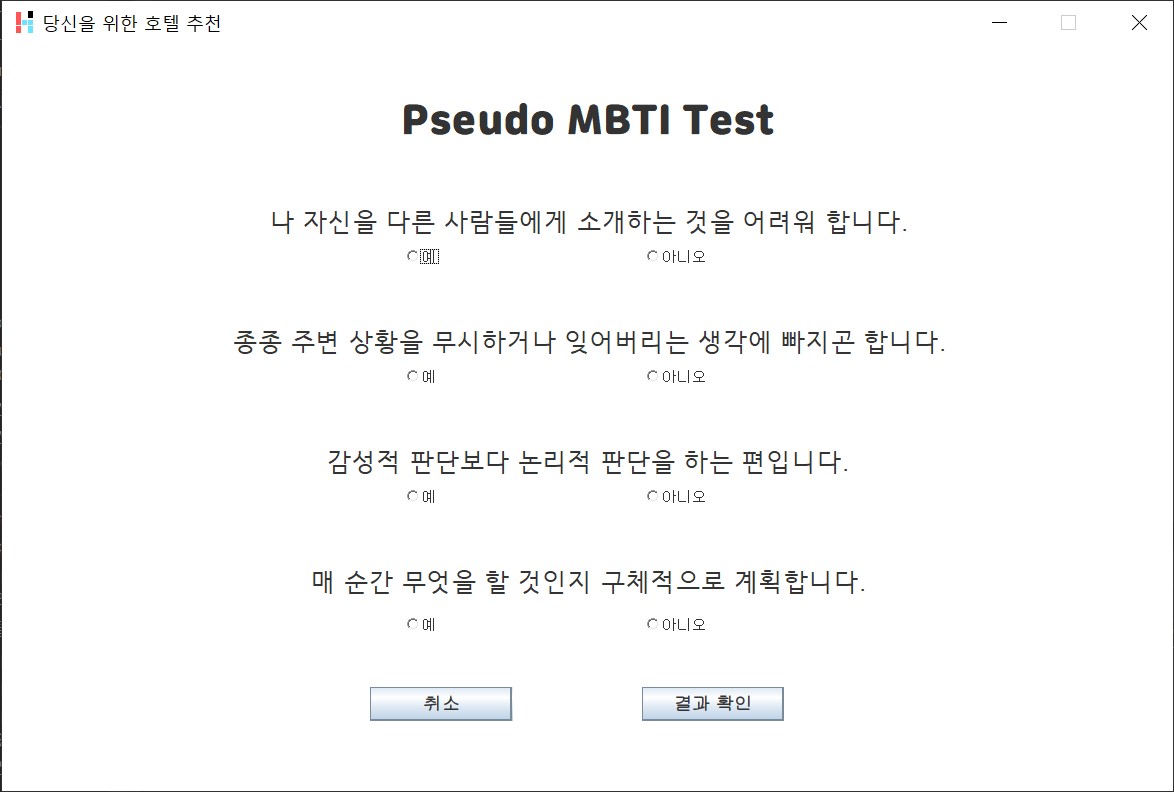 당신을 위한 호텔 추천
Pseudo MBTI Test
나 자신을 다른 사람들에게 소개하는 것을 어려워 합니다.
예 아니오
종종 주변 상황을 무시하거나 잊어버리는 생각에 빠지곤 합니다.
예 아니오
감성적 판단보다 논리적 판단을 하는 편입니다.
예 아니오
매 순간 무엇을 할 것인지 구체적으로 계획합니다.
예 아니오
취소 결과 확인